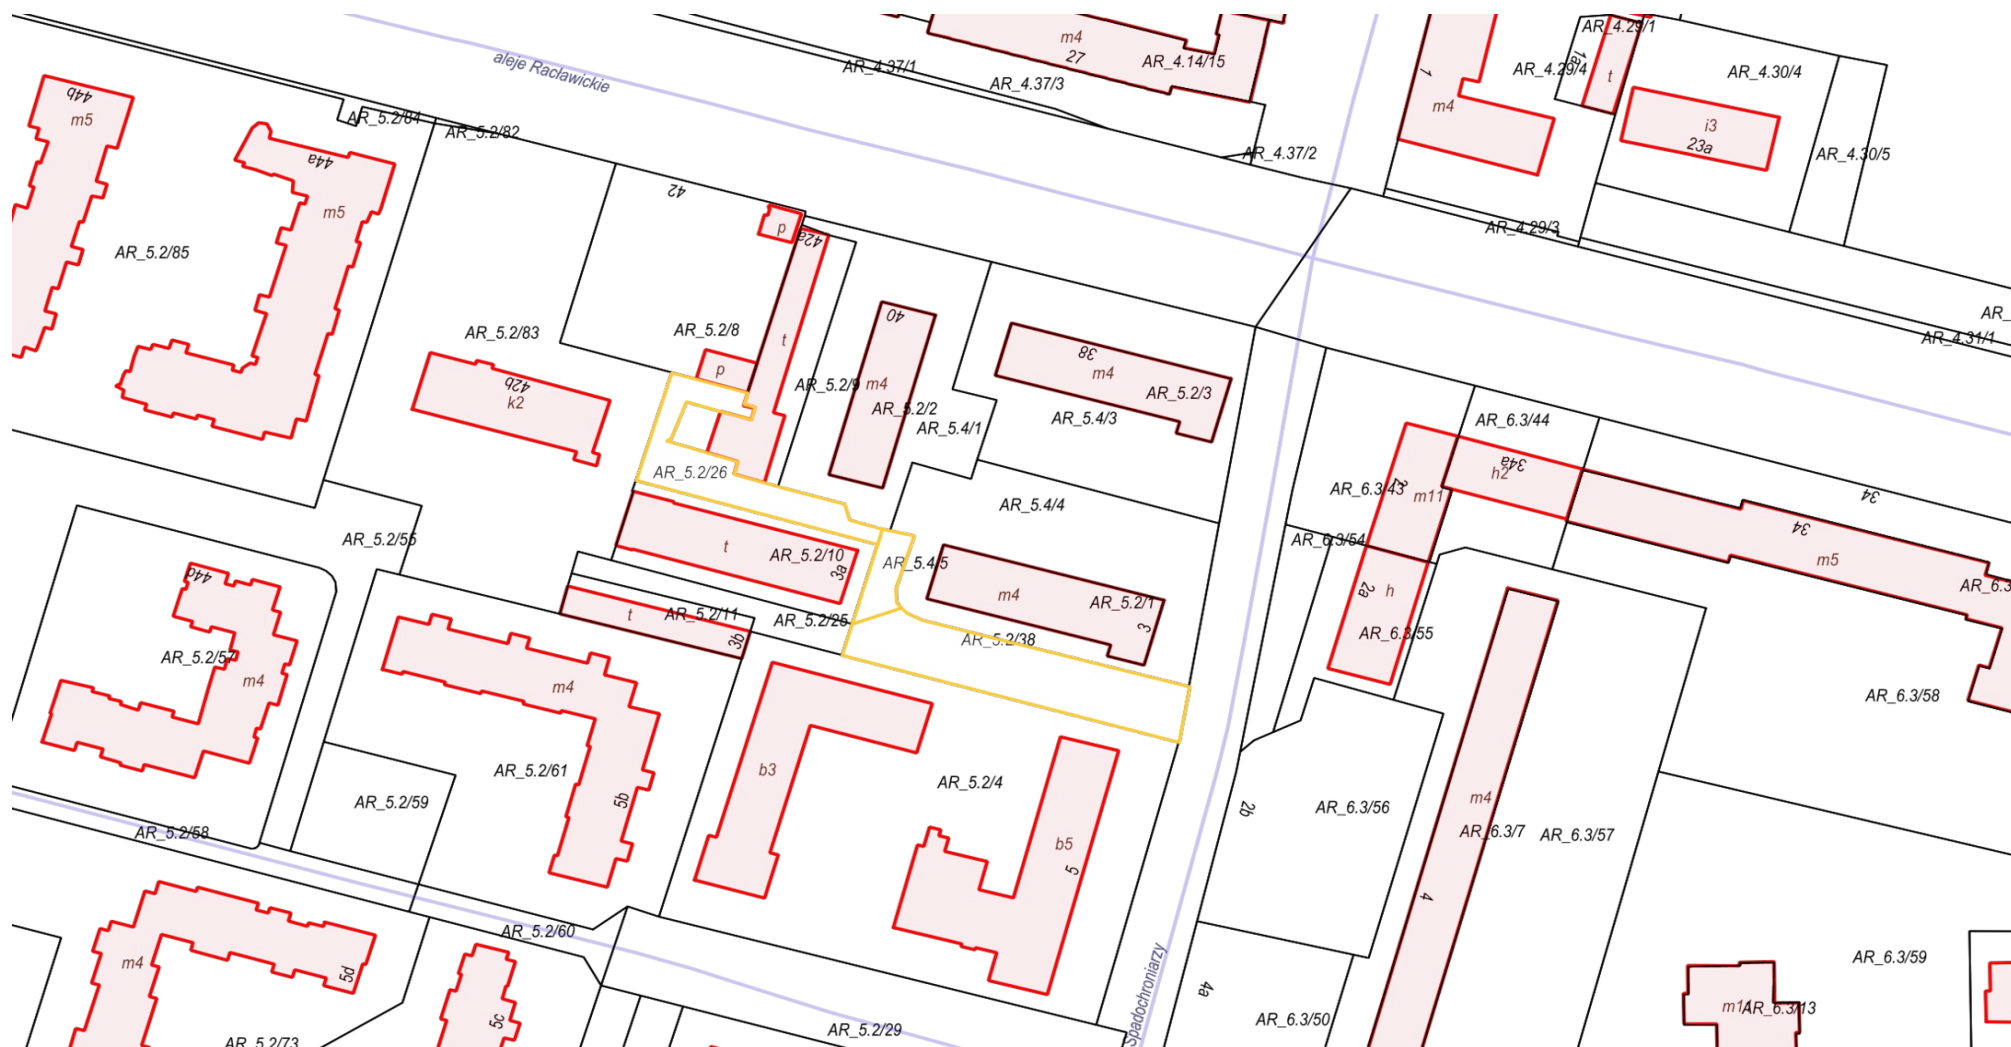 m4
27
AR_4.14/15
AR_4.37/1
AR_4.37/3
AR_4.37/2
aleje Racławickie
AR_4.29/1
1a
AR_4.29/4
t
1
m4
AR_4.30/4
i3
23a
AR_4.30/5
AR_4.29/3
AR_
AR_4.31/1
44b
m5
AR_5.2/84
AR_5.2/82
44a
m5
AR_5.2/85
42
p
42a
AR_5.2/83
AR_5.2/8
t
p
42b
k2
AR_5.2/9
40
m4
AR_5.2/2
AR_5.4/1
38
m4
AR_5.2/3
AR_5.4/3
AR_5.2/26
AR_5.4/4
AR_6.3/44
34a
h2
AR_6.3/43
2
m11
34
34
m5
AR_6.3/54
AR_6.3
t
AR_5.2/10
3a
AR_5.4/5
m4
AR_5.2/1
3
2a
h
AR_6.3/55
AR_5.2/55
44d
AR_5.2/57
m4
t
AR_5.2/11
3b
AR_5.2/25
AR_5.2/38
m4
AR_6.3/58
AR_5.2/61
5b
b3
AR_5.2/4
AR_5.2/59
AR_5.2/58
b5
5
2b
AR_6.3/56
m4
AR_6.3/7
AR_6.3/57
4
AR_5.2/60
m4
5d
5c
AR_5.2/73
AR_5.2/29
Spadochroniarzy
4a
AR_6.3/50
AR_6.3/59
AR_6.3/13